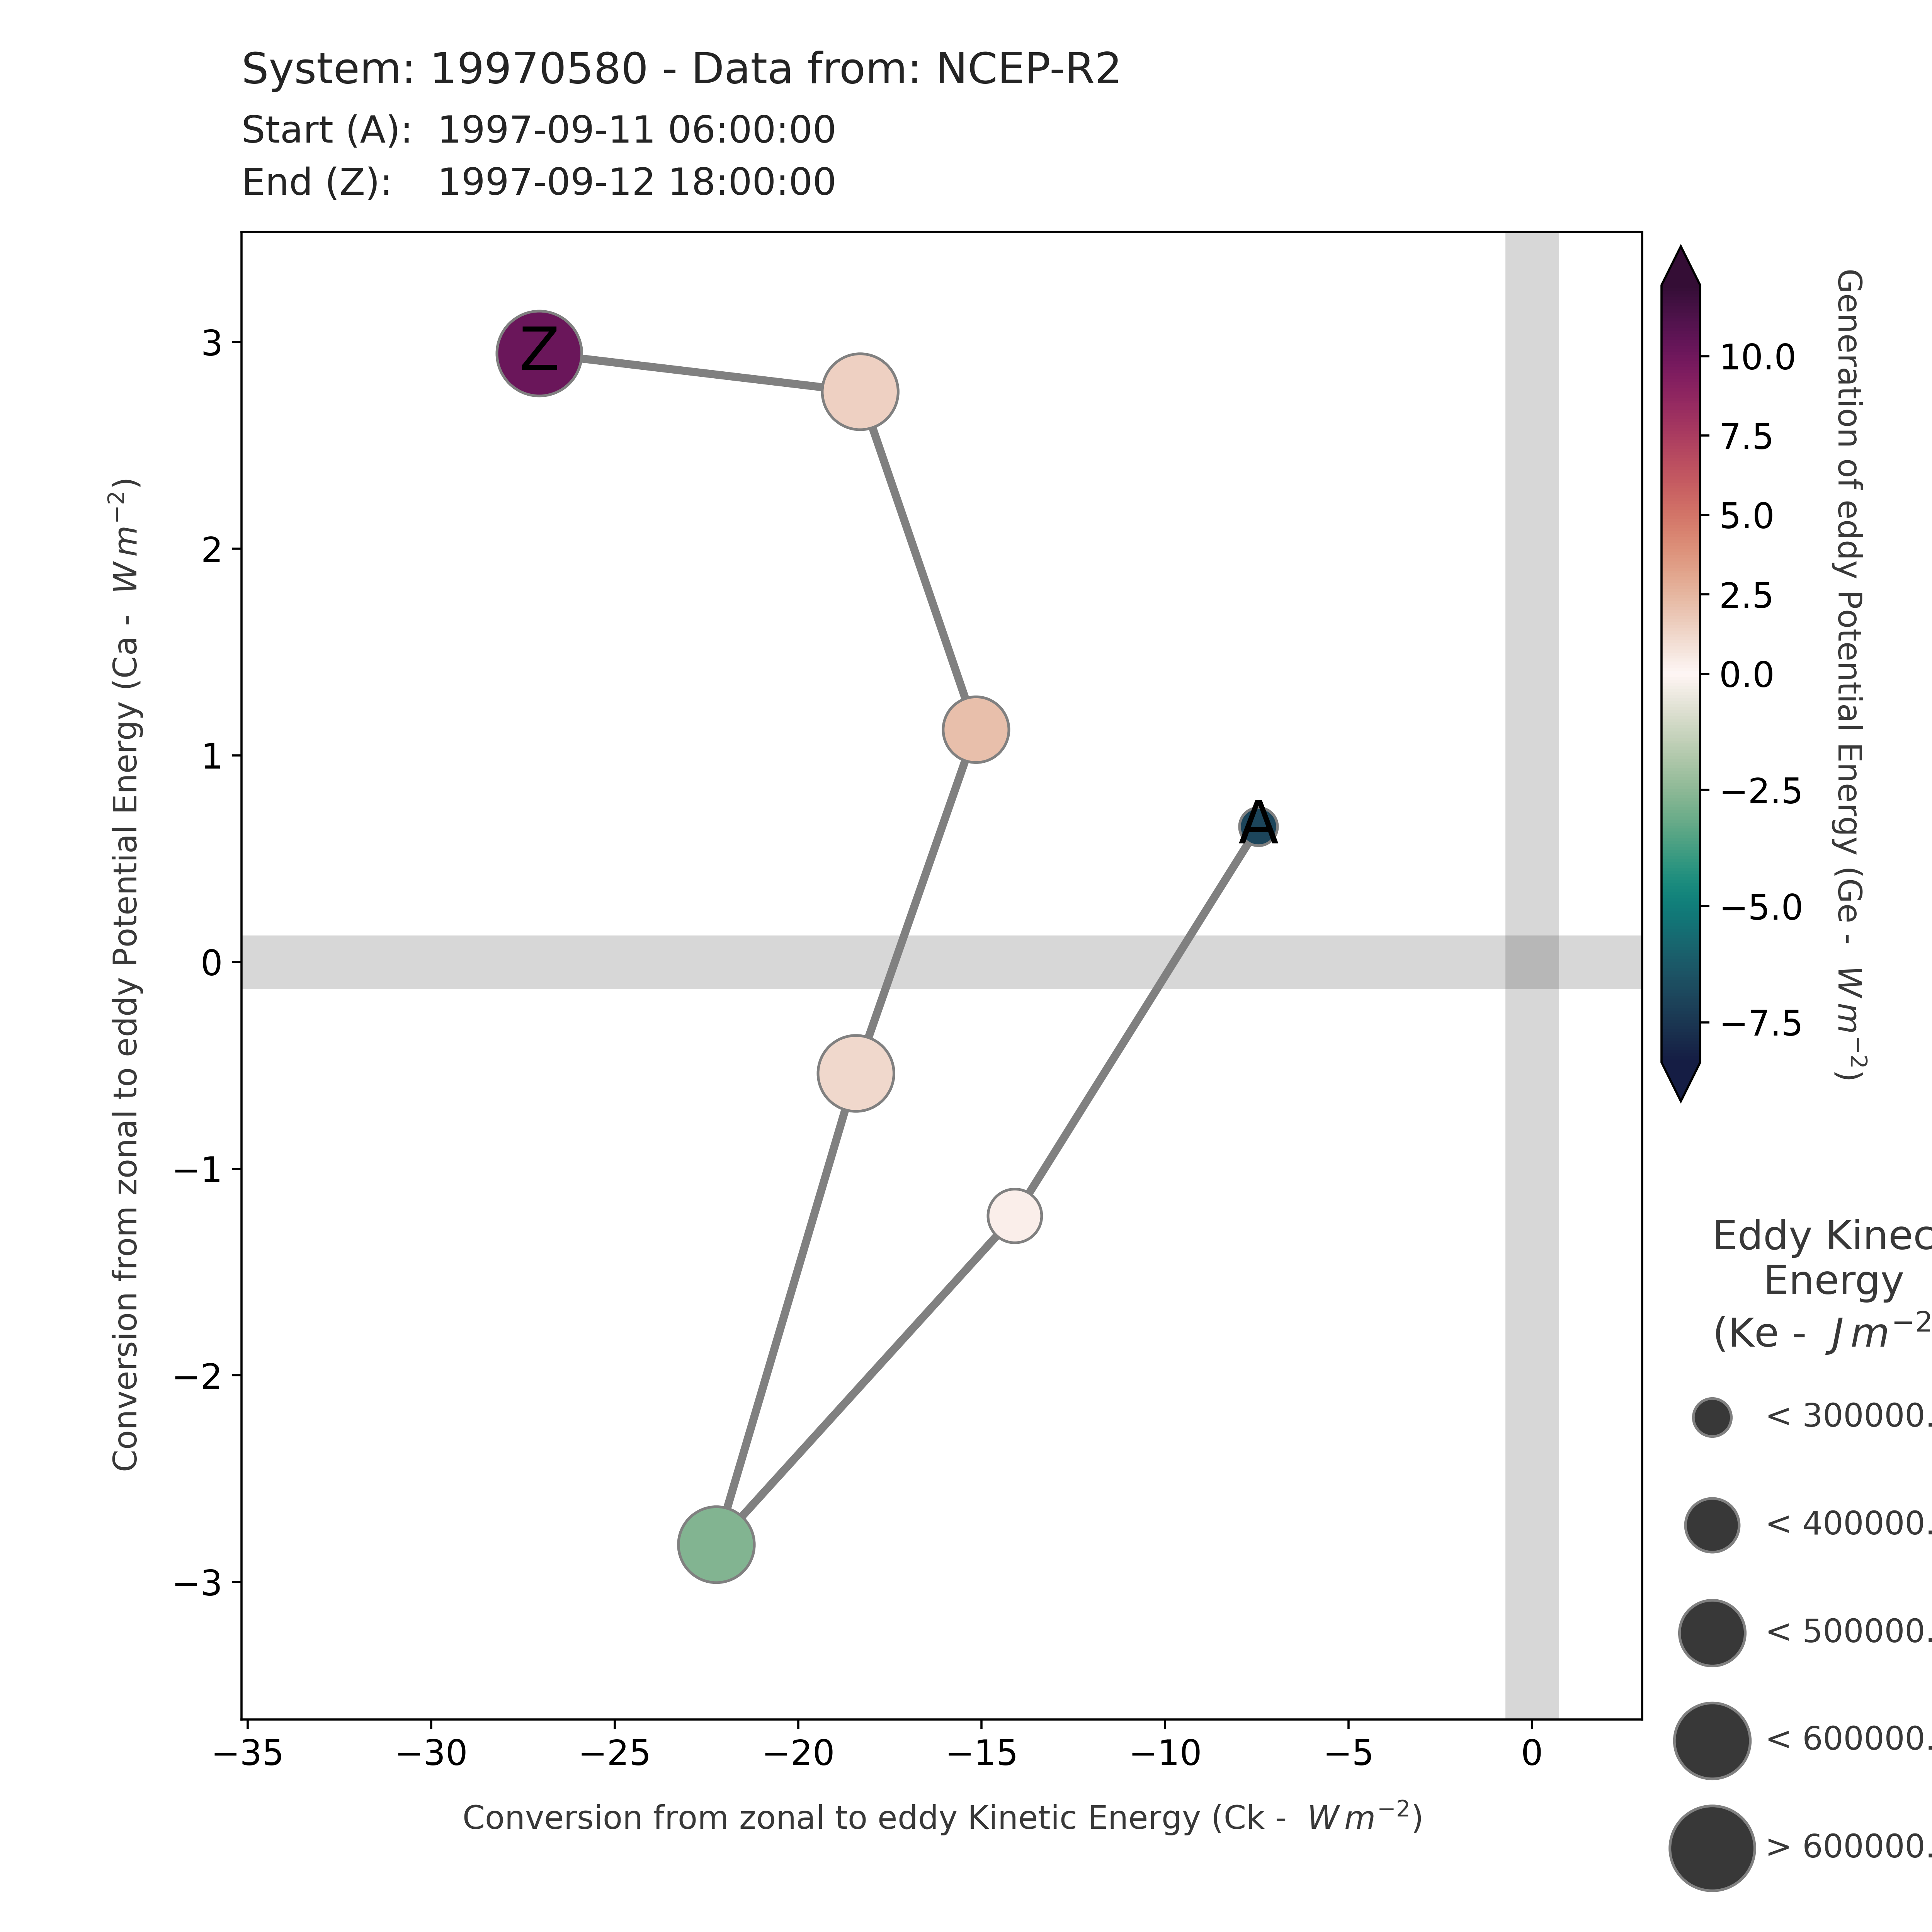 System: 19970580 - Data from: NCEP-R2
Start (A): 1997-09-11 06:00:00
End (Z): 1997-09-12 18:00:00
Conversion from zonal to eddy Potential Energy (Ca - W m⁻²)
3
2
1
0
−1
−2
−3
Z
A
−35
−30
−25
−20
−15
−10
−5
0
Conversion from zonal to eddy Kinetic Energy (Ck - W m⁻²)
10.0
7.5
5.0
2.5
0.0
−2.5
−5.0
−7.5
Generation of eddy Potential Energy (Ge - W m⁻²)
Eddy Kinec
Energy
(Ke - J m⁻²
< 300000.
< 400000.
< 500000.
< 600000.
> 600000.